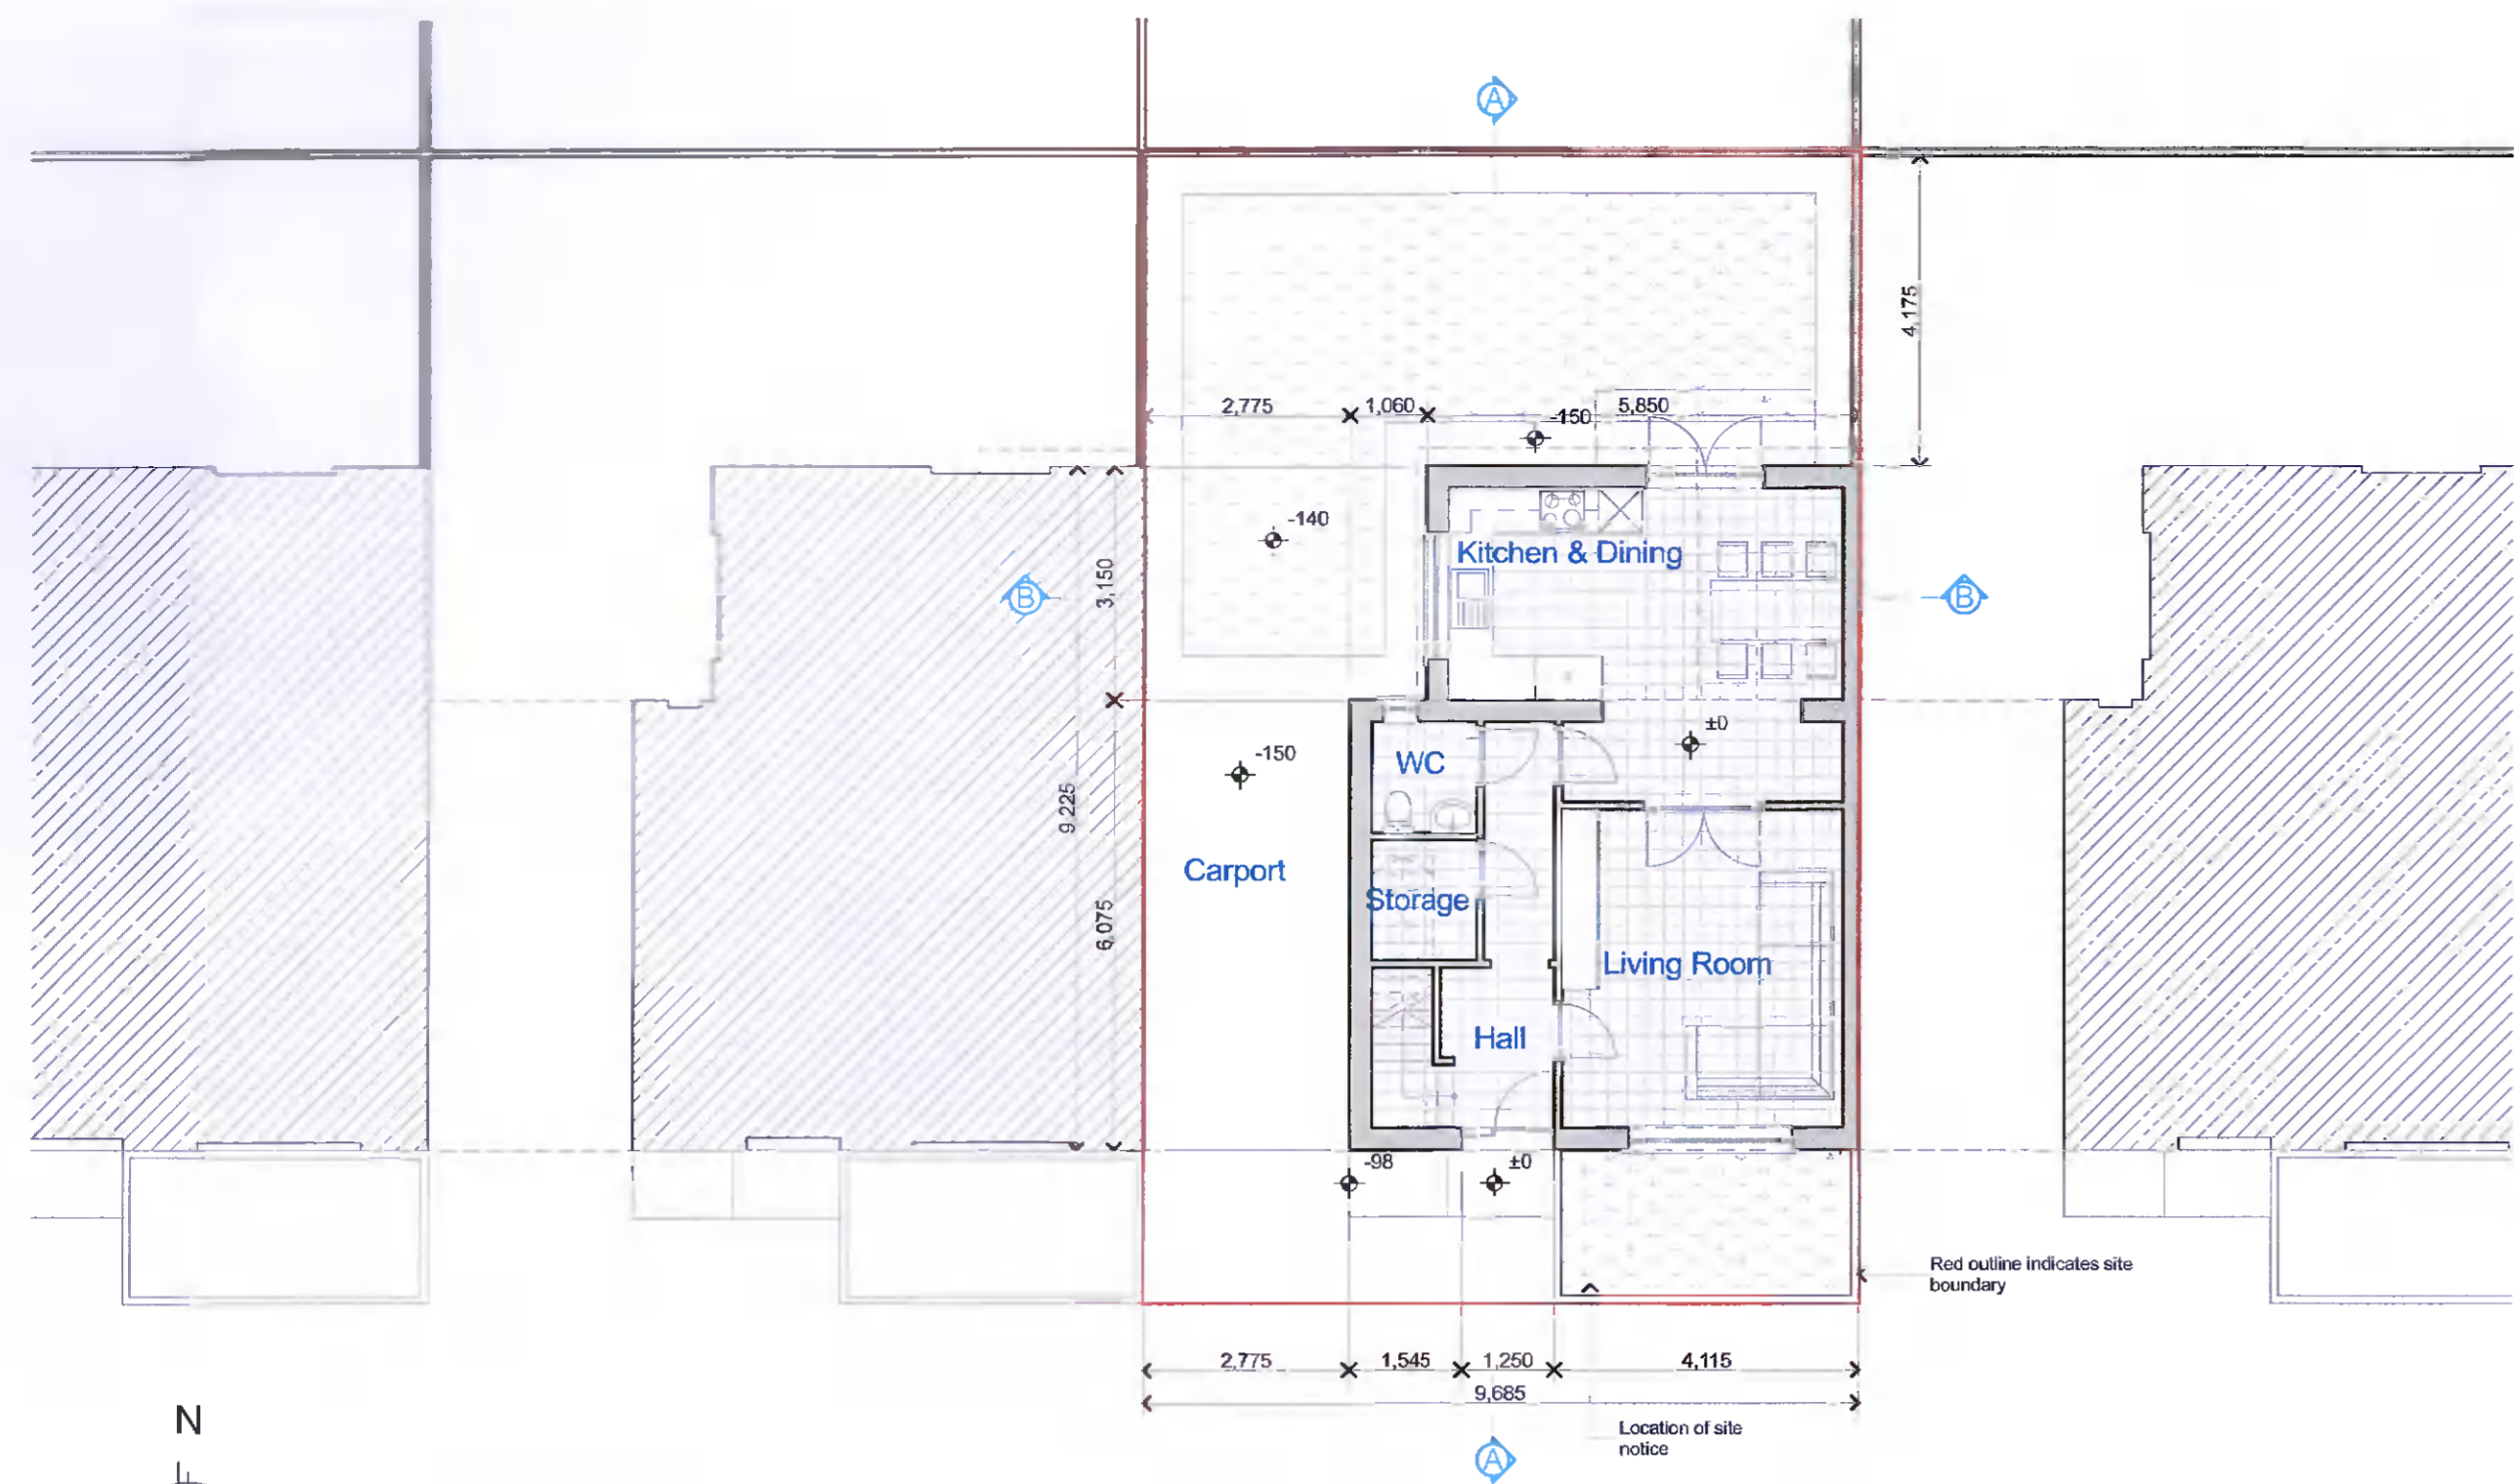 A
4,175
2,775
1,060
-150
5,850
-140
Kitchen & Dining
B
3,150
B
±0
-150
WC
9,225
Carport
6,075
Storage
Living Room
Hall
-98
±0
Red outline indicates site
boundary
2,775
1,545
1,250
4,115
9,685
N
Location of site
notice
A